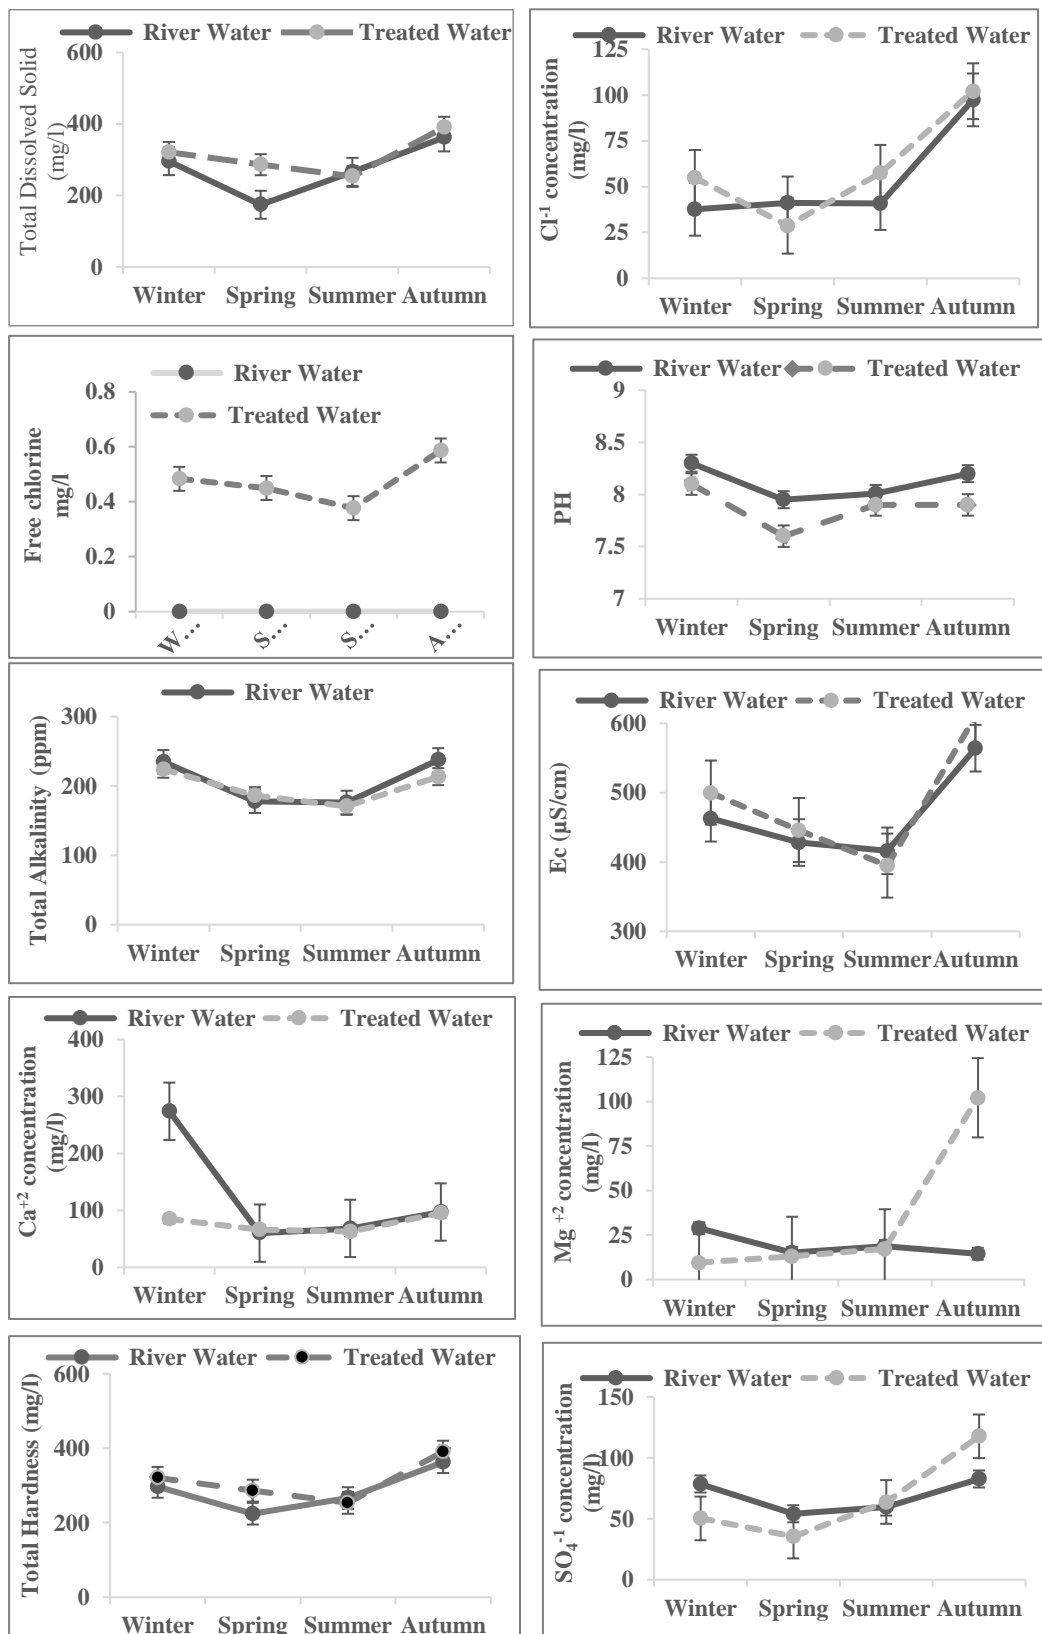 River Water Treated Water
Total Dissolved Solid
(mg/l)
600
400
200
0
Winter Spring Summer Autumn
River Water Treated Water
Cl⁻¹ concentration
(mg/l)
125
100
75
50
25
0
Winter Spring Summer Autumn
River Water
Treated Water
Free chlorine
mg/l
0.8
0.6
0.4
0.2
0
W...
S...
S...
A...
River Water Treated Water
PH
9
8.5
8
7.5
7
Winter Spring Summer Autumn
River Water
Total Alkalinity (ppm)
300
200
100
0
Winter Spring Summer Autumn
River Water Treated Water
Ec (µS/cm)
600
500
400
300
Winter Spring Summer Autumn
River Water Treated Water
Ca⁺² concentration
(mg/l)
400
300
200
100
0
Winter Spring Summer Autumn
River Water Treated Water
Mg ⁺² concentration
(mg/l)
125
100
75
50
25
0
Winter Spring Summer Autumn
River Water Treated Water
Total Hardness (mg/l)
600
400
200
0
Winter Spring Summer Autumn
River Water Treated Water
SO₄⁻¹ concentration
(mg/l)
150
100
50
0
Winter Spring Summer Autumn